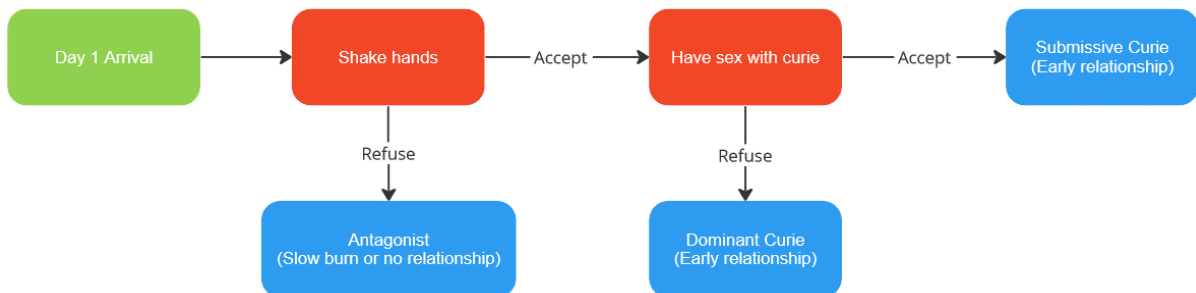 Day 1 Arrival
Shake hands
Accept
Have sex with curie
Accept
Submissive Curie
(Early relationship)
Refuse
Refuse
Antagonist
(Slow burn or no relationship)
Dominant Curie
(Early relationship)